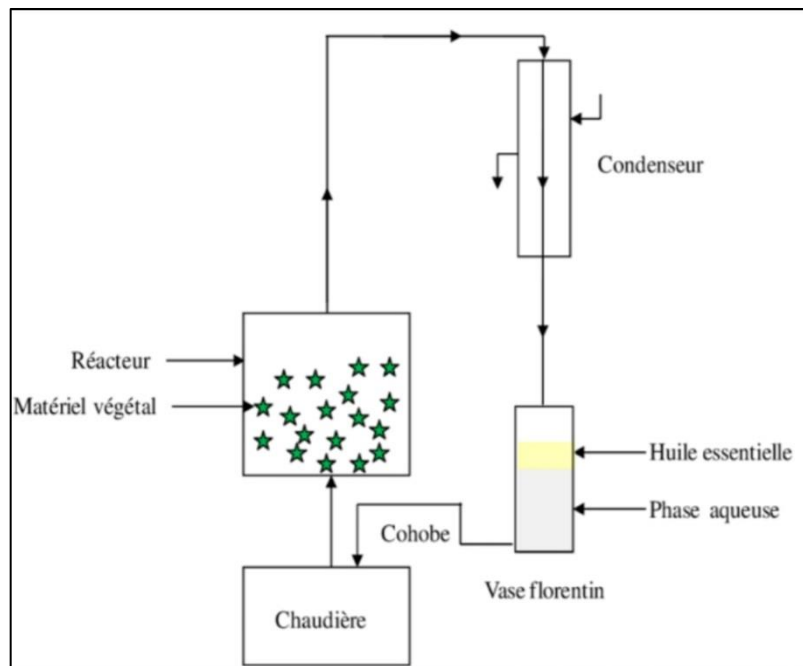 Condenseur
Réacteur
Matériel végétal
Huile essentielle
Phase aqueuse
Cohobe
Vase florentin
Chaudière